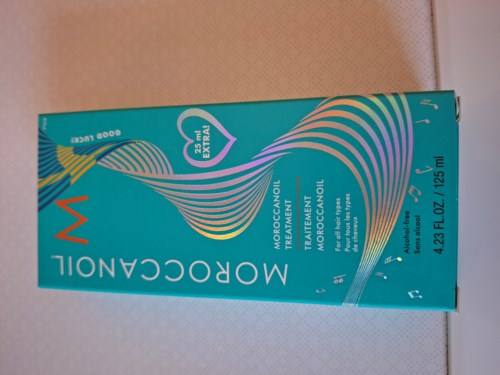 GOOD LUCK!
25 ml
EXTRA!
M
MOROCCANOIL
MOROCCANOIL
TREATMENT
TRAITEMENT
MOROCCANOIL
For all hair types
Pour tous les types
de cheveux
Alcohol-free
Sans alcool
4.23 FL.OZ. / 125 ml